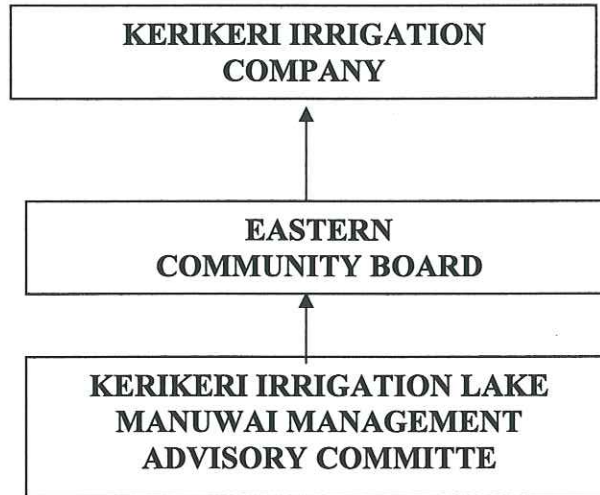 KERIKERI IRRIGATION
COMPANY
EASTERN
COMMUNITY BOARD
KERIKERI IRRIGATION LAKE
MANUWAI MANAGEMENT
ADVISORY COMMITTE